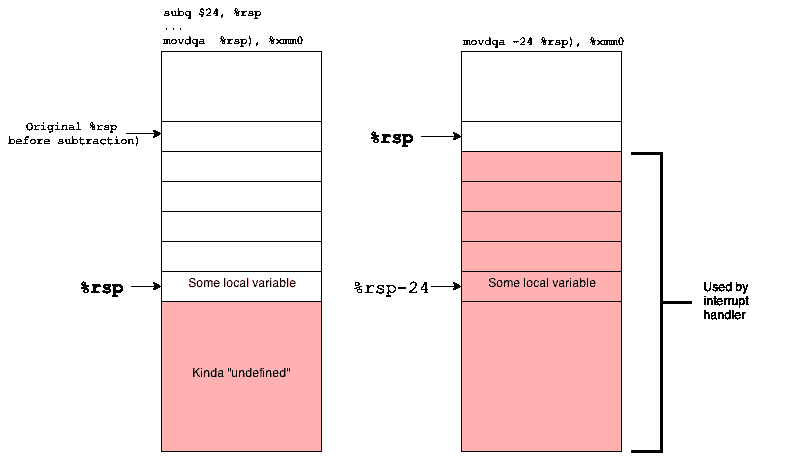 subq $24, %rsp
...
movdqa %rsp), %xmm0
movdqa -24 %rsp), %xmm0
Original %rsp
before subtraction)
%rsp
%rsp
Some local variable
%rsp-24
Some local variable
Used by
interrupt
handler
Kinda "undefined"